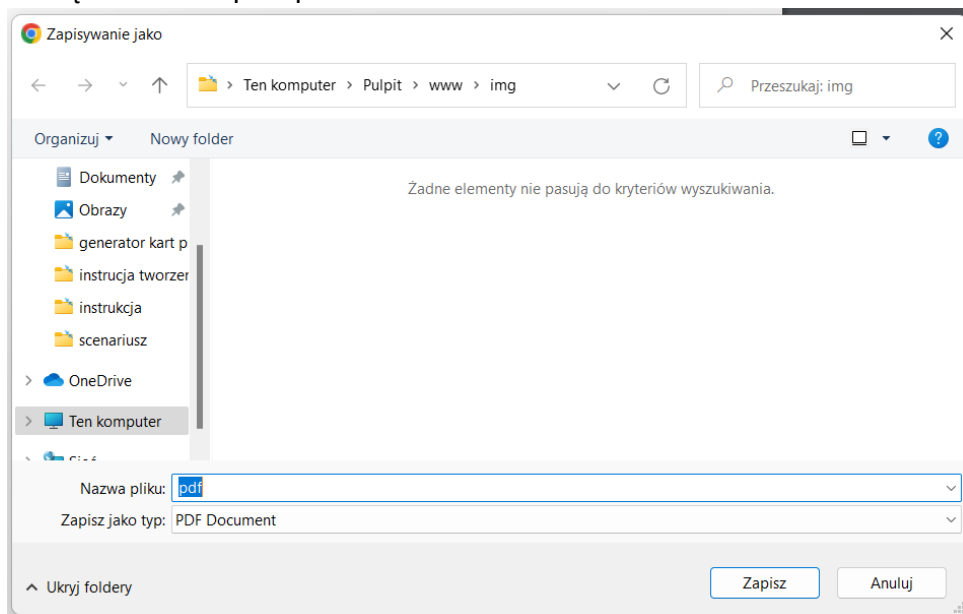 Zapisywanie jako
Ten komputer > Pulpit > www > img
Przeszukaj: img
Organizuj
Nowy folder
Dokumenty
Żadne elementy nie pasują do kryteriów wyszukiwania.
Obrazy
generator kart p
instrucja tworzen
instrukcja
scenariusz
OneDrive
Ten komputer
Nazwa pliku: pdf
Zapisz jako typ: PDF Document
Ukryj foldery
Zapisz
Anuluj